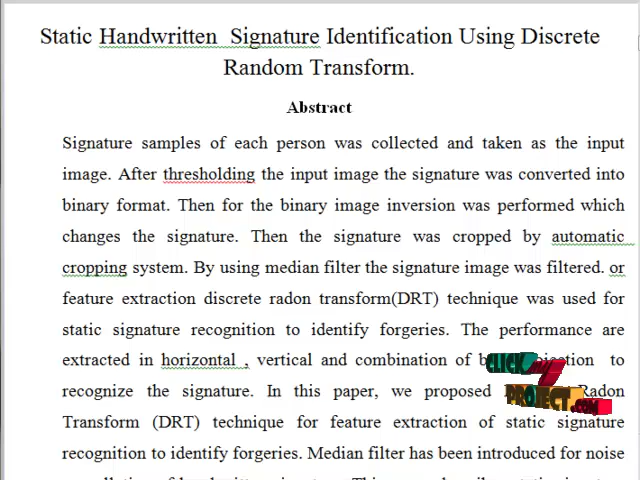 Static Handwritten Signature Identification Using Discrete
Random Transform.
Abstract
Signature samples of each person was collected and taken as the input
image. After thresholding the input image the signature was converted into
binary format. Then for the binary image inversion was performed which
changes the signature. Then the signature was cropped by automatic
cropping system. By using median filter the signature image was filtered. or
feature extraction discrete radon transform(DRT) technique was used for
static signature recognition to identify forgeries. The performance are
extracted in horizontal , vertical and combination of to
recognize the signature. In this paper, we proposed Radon
Transform (DRT) technique for feature extraction of static signature
recognition to identify forgeries. Median filter has been introduced for noise
CLICK MY PROJECT.COM